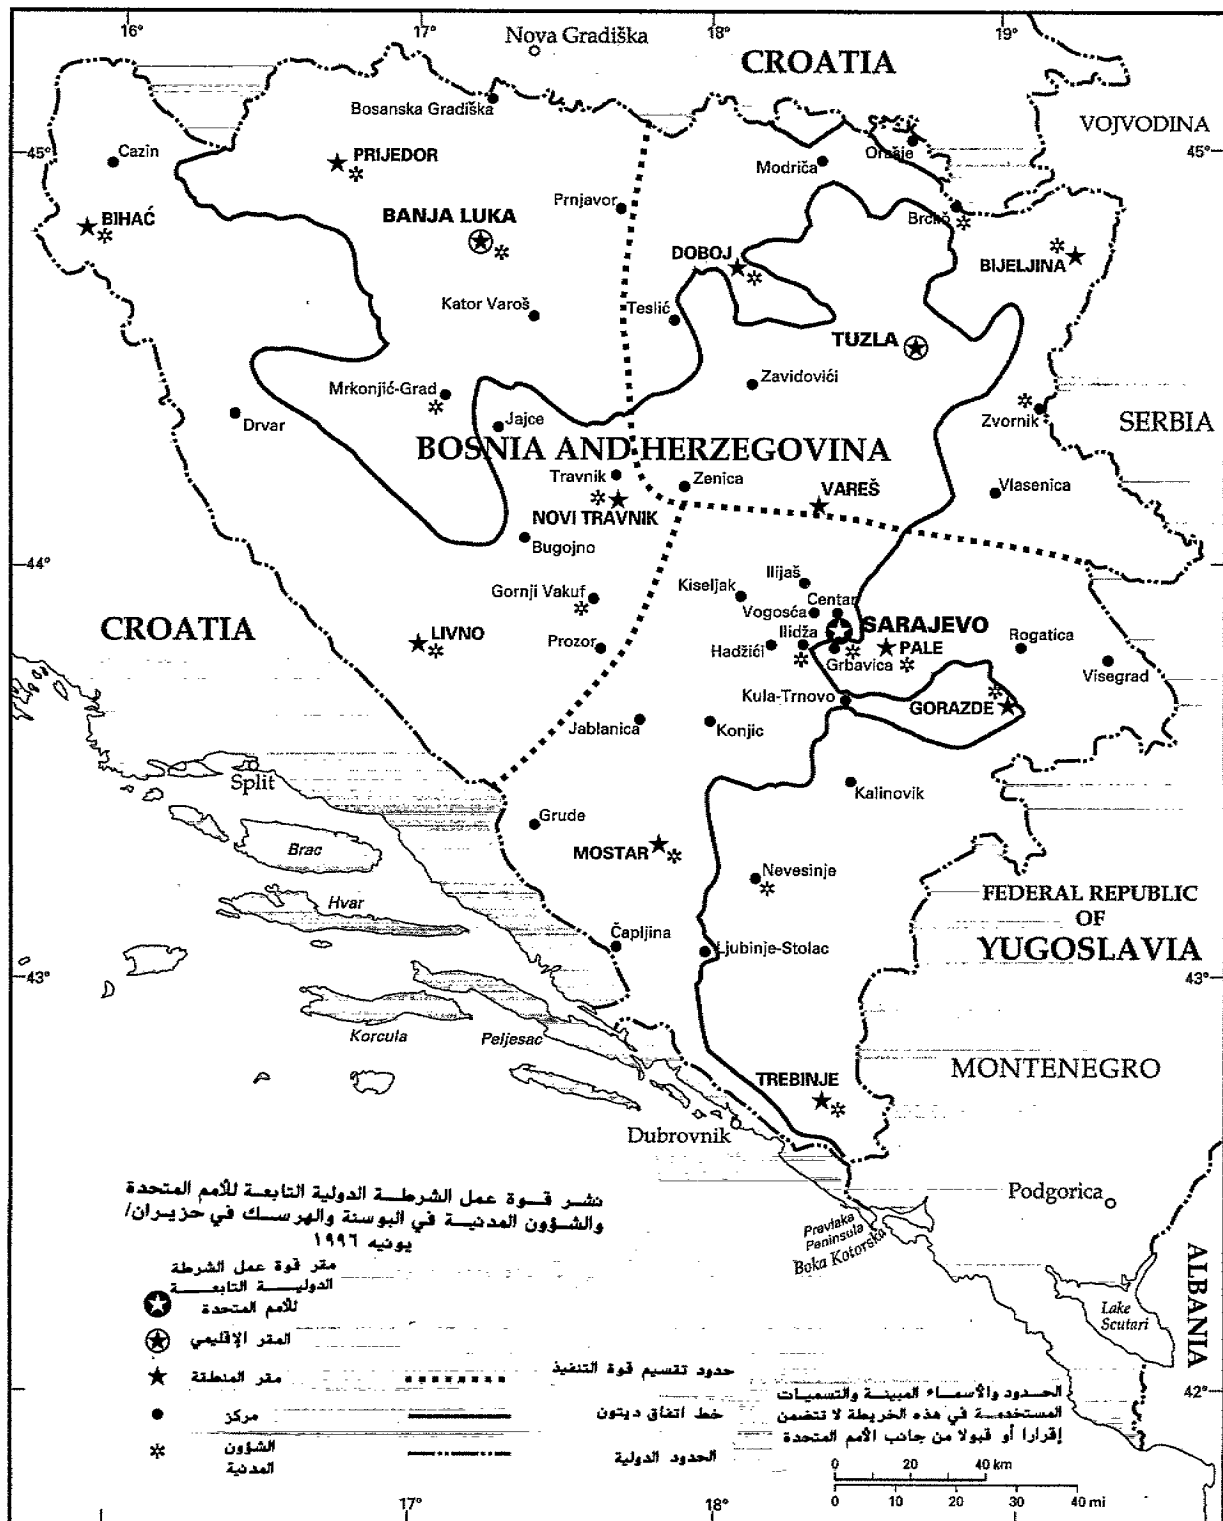 16°
17°
18°
19°
Nova Gradiška
CROATIA
Bosanska Gradiška
VOJVODINA
45°
45°
Cazin
PRIJEDOR
Modriča
Orašje
BIHAĆ
BANJA LUKA
Prnjavor
Brckö
DOBOJ
BIJELJINA
Kator Varoš
Teslić
TUZLA
Mrkonjić-Grad
Zavidovići
Drvar
Jajce
Zvornik
SERBIA
BOSNIA AND HERZEGOVINA
Travnik
Zenica
VAREŠ
Vlasenica
NOVI TRAVNIK
Bugojno
44°
44°
Ilijaš
Gornji Vakuf
Kiseljak
Centar
Vogosća
CROATIA
LIVNO
SARAJEVO
Ilidža
Rogatica
Prozor
Hadžići
PALE
Grbavica
Visegrad
Kula-Trnovo
GORAZDE
Jablanica
Konjic
Split
Kalinovik
Grude
Brac
MOSTAR
Nevesinje
Hvar
FEDERAL REPUBLIC
OF
YUGOSLAVIA
Čapljina
Ljubinje-Stolac
43°
43°
Korcula
Peljesac
MONTENEGRO
TREBINJE
Dubrovnik
Podgorica
Prevlaka
Peninsula
Boka Kotorska
ALBANIA
Lake
Scutari
نشر قوة عمل الشرطة الدولية التابعة للأمم المتحدة
والشؤون المدنية في البوسنة والهرسك في حزيران/
يونيه ١٩٩٦
مقر قوة عمل الشرطة
الدولية التابعة
للأمم المتحدة
المقر الإقليمي
مقر المنطقة
مركز
الشؤون
المدنية
حدود تقسيم قوة التنفيذ
خط اتفاق ديتون
الحدود الدولية
الحدود والأسماء المبينة والتسميات
المستخدمة في هذه الخريطة لا تتضمن
إقرارا أو قبولا من جانب الأمم المتحدة
42°
0 20 40 km
0 10 20 30 40 mi
17°
18°